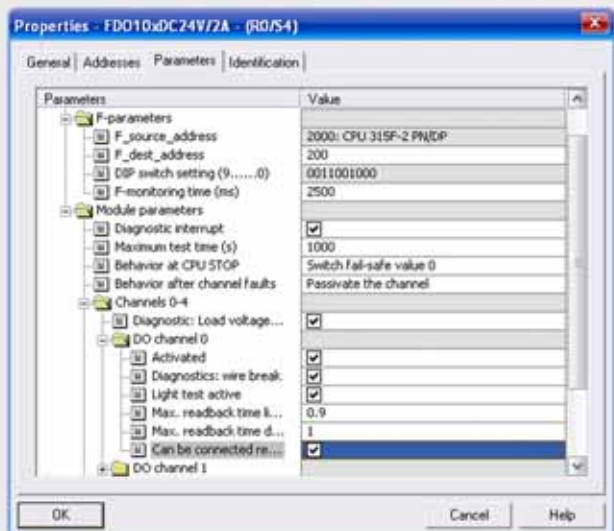 Properties - FDO10xDC24V/2A - (R0/S4)
General Addresses Parameters Identification
Parameters Value
F-parameters
F_source_address 2000: CPU 315F-2 PN/DP
F_dest_address 200
DIP switch setting (9......0) 0011001000
F-monitoring time (ms) 2500
Module parameters
Diagnostic interrupt
Maximum test time (s) 1000
Behavior at CPU STOP Switch fail-safe value 0
Behavior after channel faults Passivate the channel
Channels 0-4
Diagnostic: Load voltage...
DO channel 0
Activated
Diagnostics: wire break
Light test active
Max. readback time li... 0.9
Max. readback time d... 1
Can be connected re...
DO channel 1
OK Cancel Help